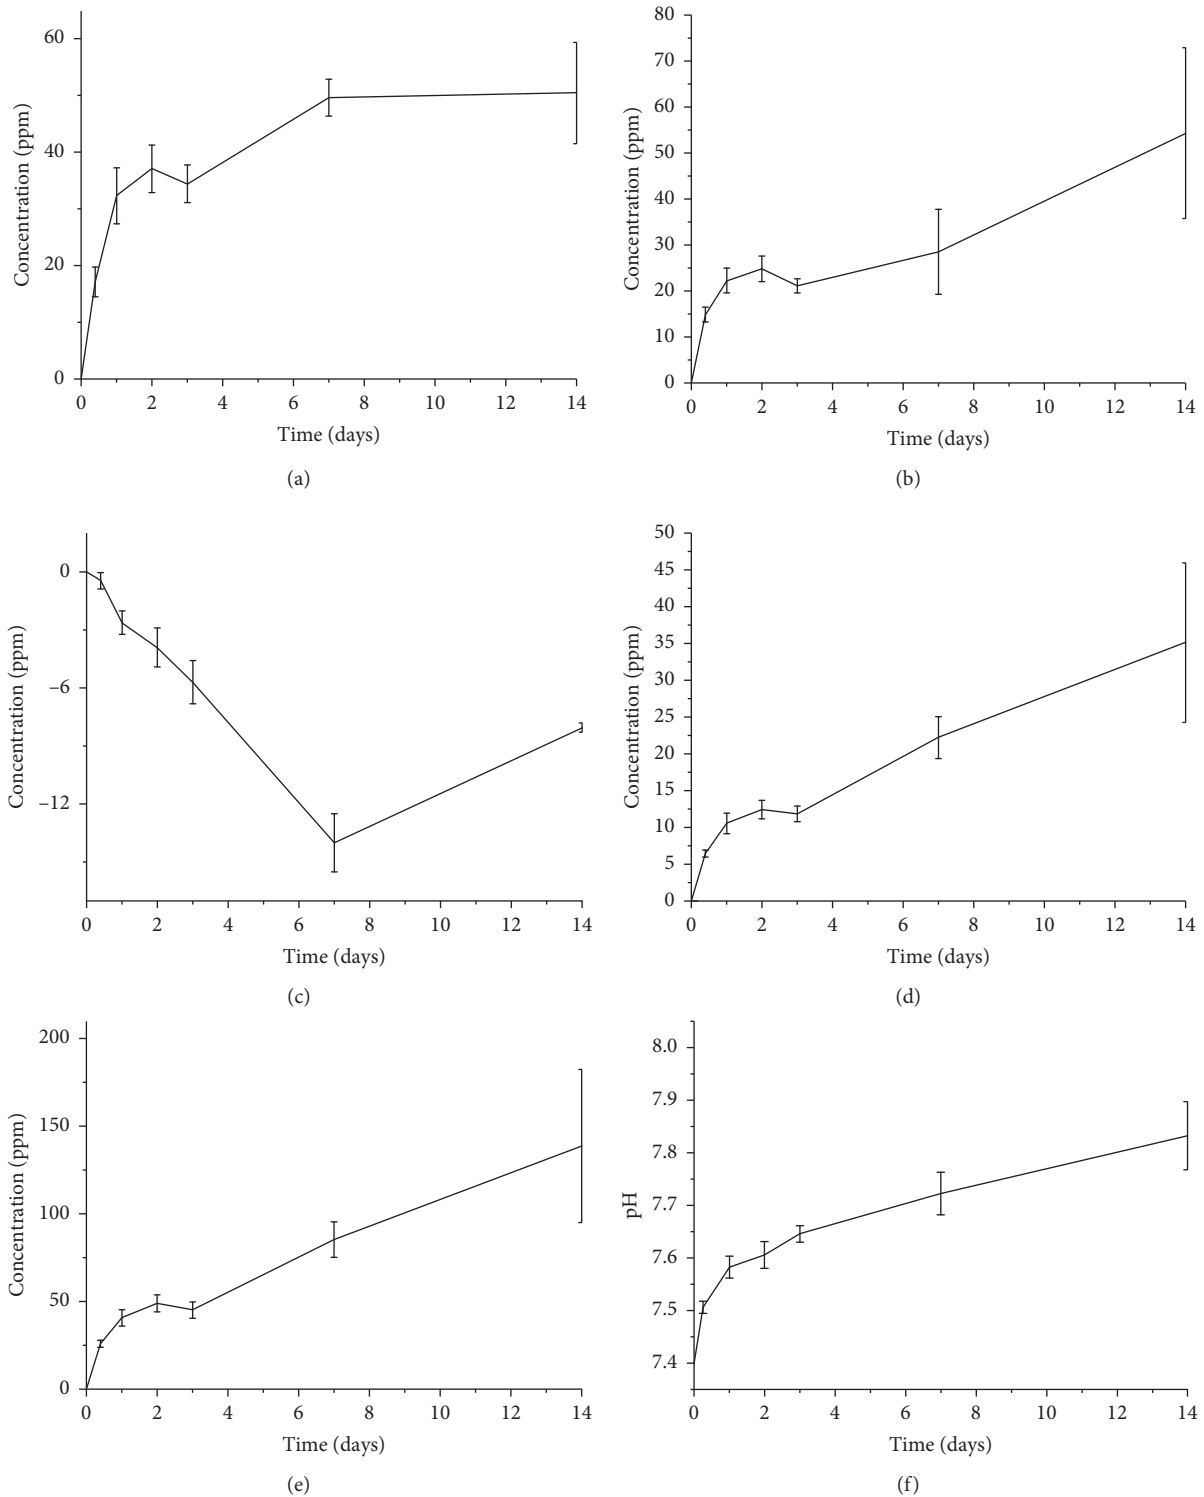 60
40
20
0
Concentration (ppm)
0 2 4 6 8 10 12 14
Time (days)
(a)
80
70
60
50
40
30
20
10
0
Concentration (ppm)
0 2 4 6 8 10 12 14
Time (days)
(b)
0
−6
−12
Concentration (ppm)
0 2 4 6 8 10 12 14
Time (days)
(c)
50
45
40
35
30
25
20
15
10
5
0
Concentration (ppm)
0 2 4 6 8 10 12 14
Time (days)
(d)
200
150
100
50
0
Concentration (ppm)
0 2 4 6 8 10 12 14
Time (days)
(e)
8.0
7.9
7.8
7.7
7.6
7.5
7.4
pH
0 2 4 6 8 10 12 14
Time (days)
(f)